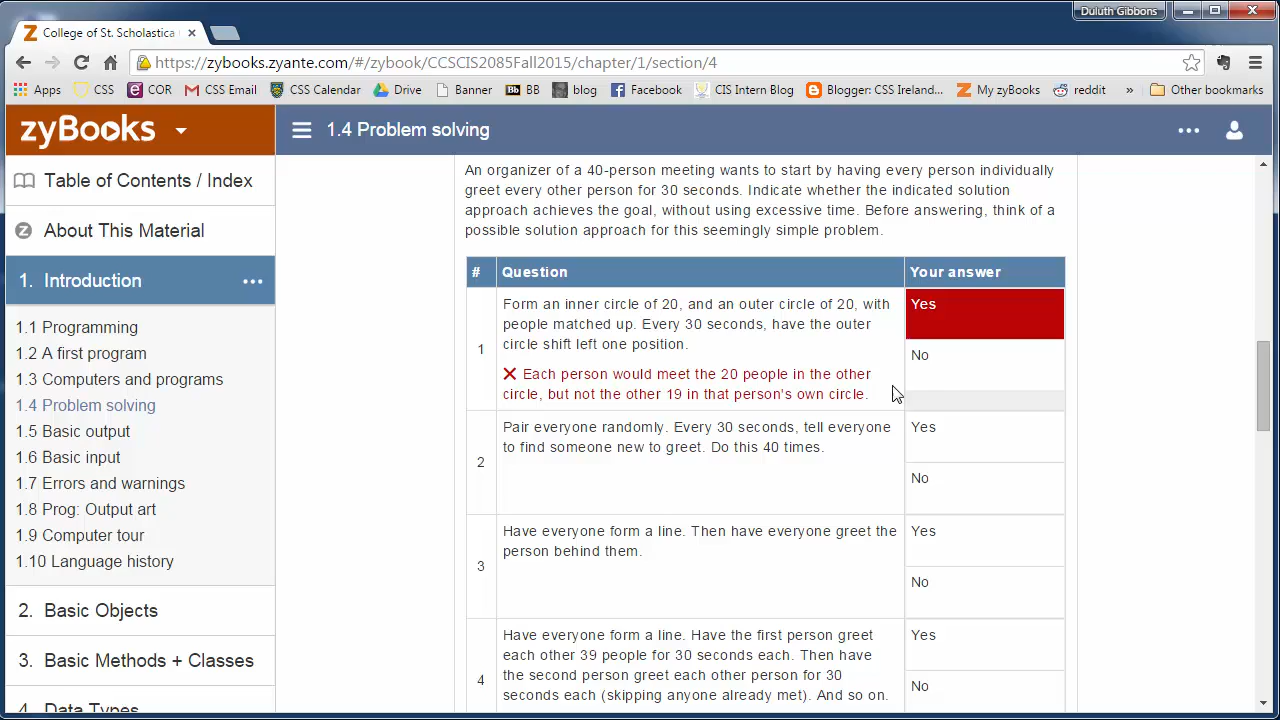 Duluth Gibbons
College of St. Scholastica
https://zybooks.zyante.com/#/zybook/CCSCIS2085Fall2015/chapter/1/section/4
Apps CSS COR CSS Email CSS Calendar Drive Banner Bb BB blog Facebook CIS Intern Blog Blogger: CSS Ireland... My zyBooks reddit » Other bookmarks
zyBooks
1.4 Problem solving
Table of Contents / Index
About This Material
1. Introduction
1.1 Programming
1.2 A first program
1.3 Computers and programs
1.4 Problem solving
1.5 Basic output
1.6 Basic input
1.7 Errors and warnings
1.8 Prog: Output art
1.9 Computer tour
1.10 Language history
2. Basic Objects
3. Basic Methods + Classes
4. Data Types
An organizer of a 40-person meeting wants to start by having every person individually
greet every other person for 30 seconds. Indicate whether the indicated solution
approach achieves the goal, without using excessive time. Before answering, think of a
possible solution approach for this seemingly simple problem.
# Question Your answer
1
Form an inner circle of 20, and an outer circle of 20, with
people matched up. Every 30 seconds, have the outer
circle shift left one position.
Each person would meet the 20 people in the other
circle, but not the other 19 in that person's own circle.
Yes
No
2
Pair everyone randomly. Every 30 seconds, tell everyone
to find someone new to greet. Do this 40 times.
Yes
No
3
Have everyone form a line. Then have everyone greet the
person behind them.
Yes
No
4
Have everyone form a line. Have the first person greet
each other 39 people for 30 seconds each. Then have
the second person greet each other person for 30
seconds each (skipping anyone already met). And so on.
Yes
No